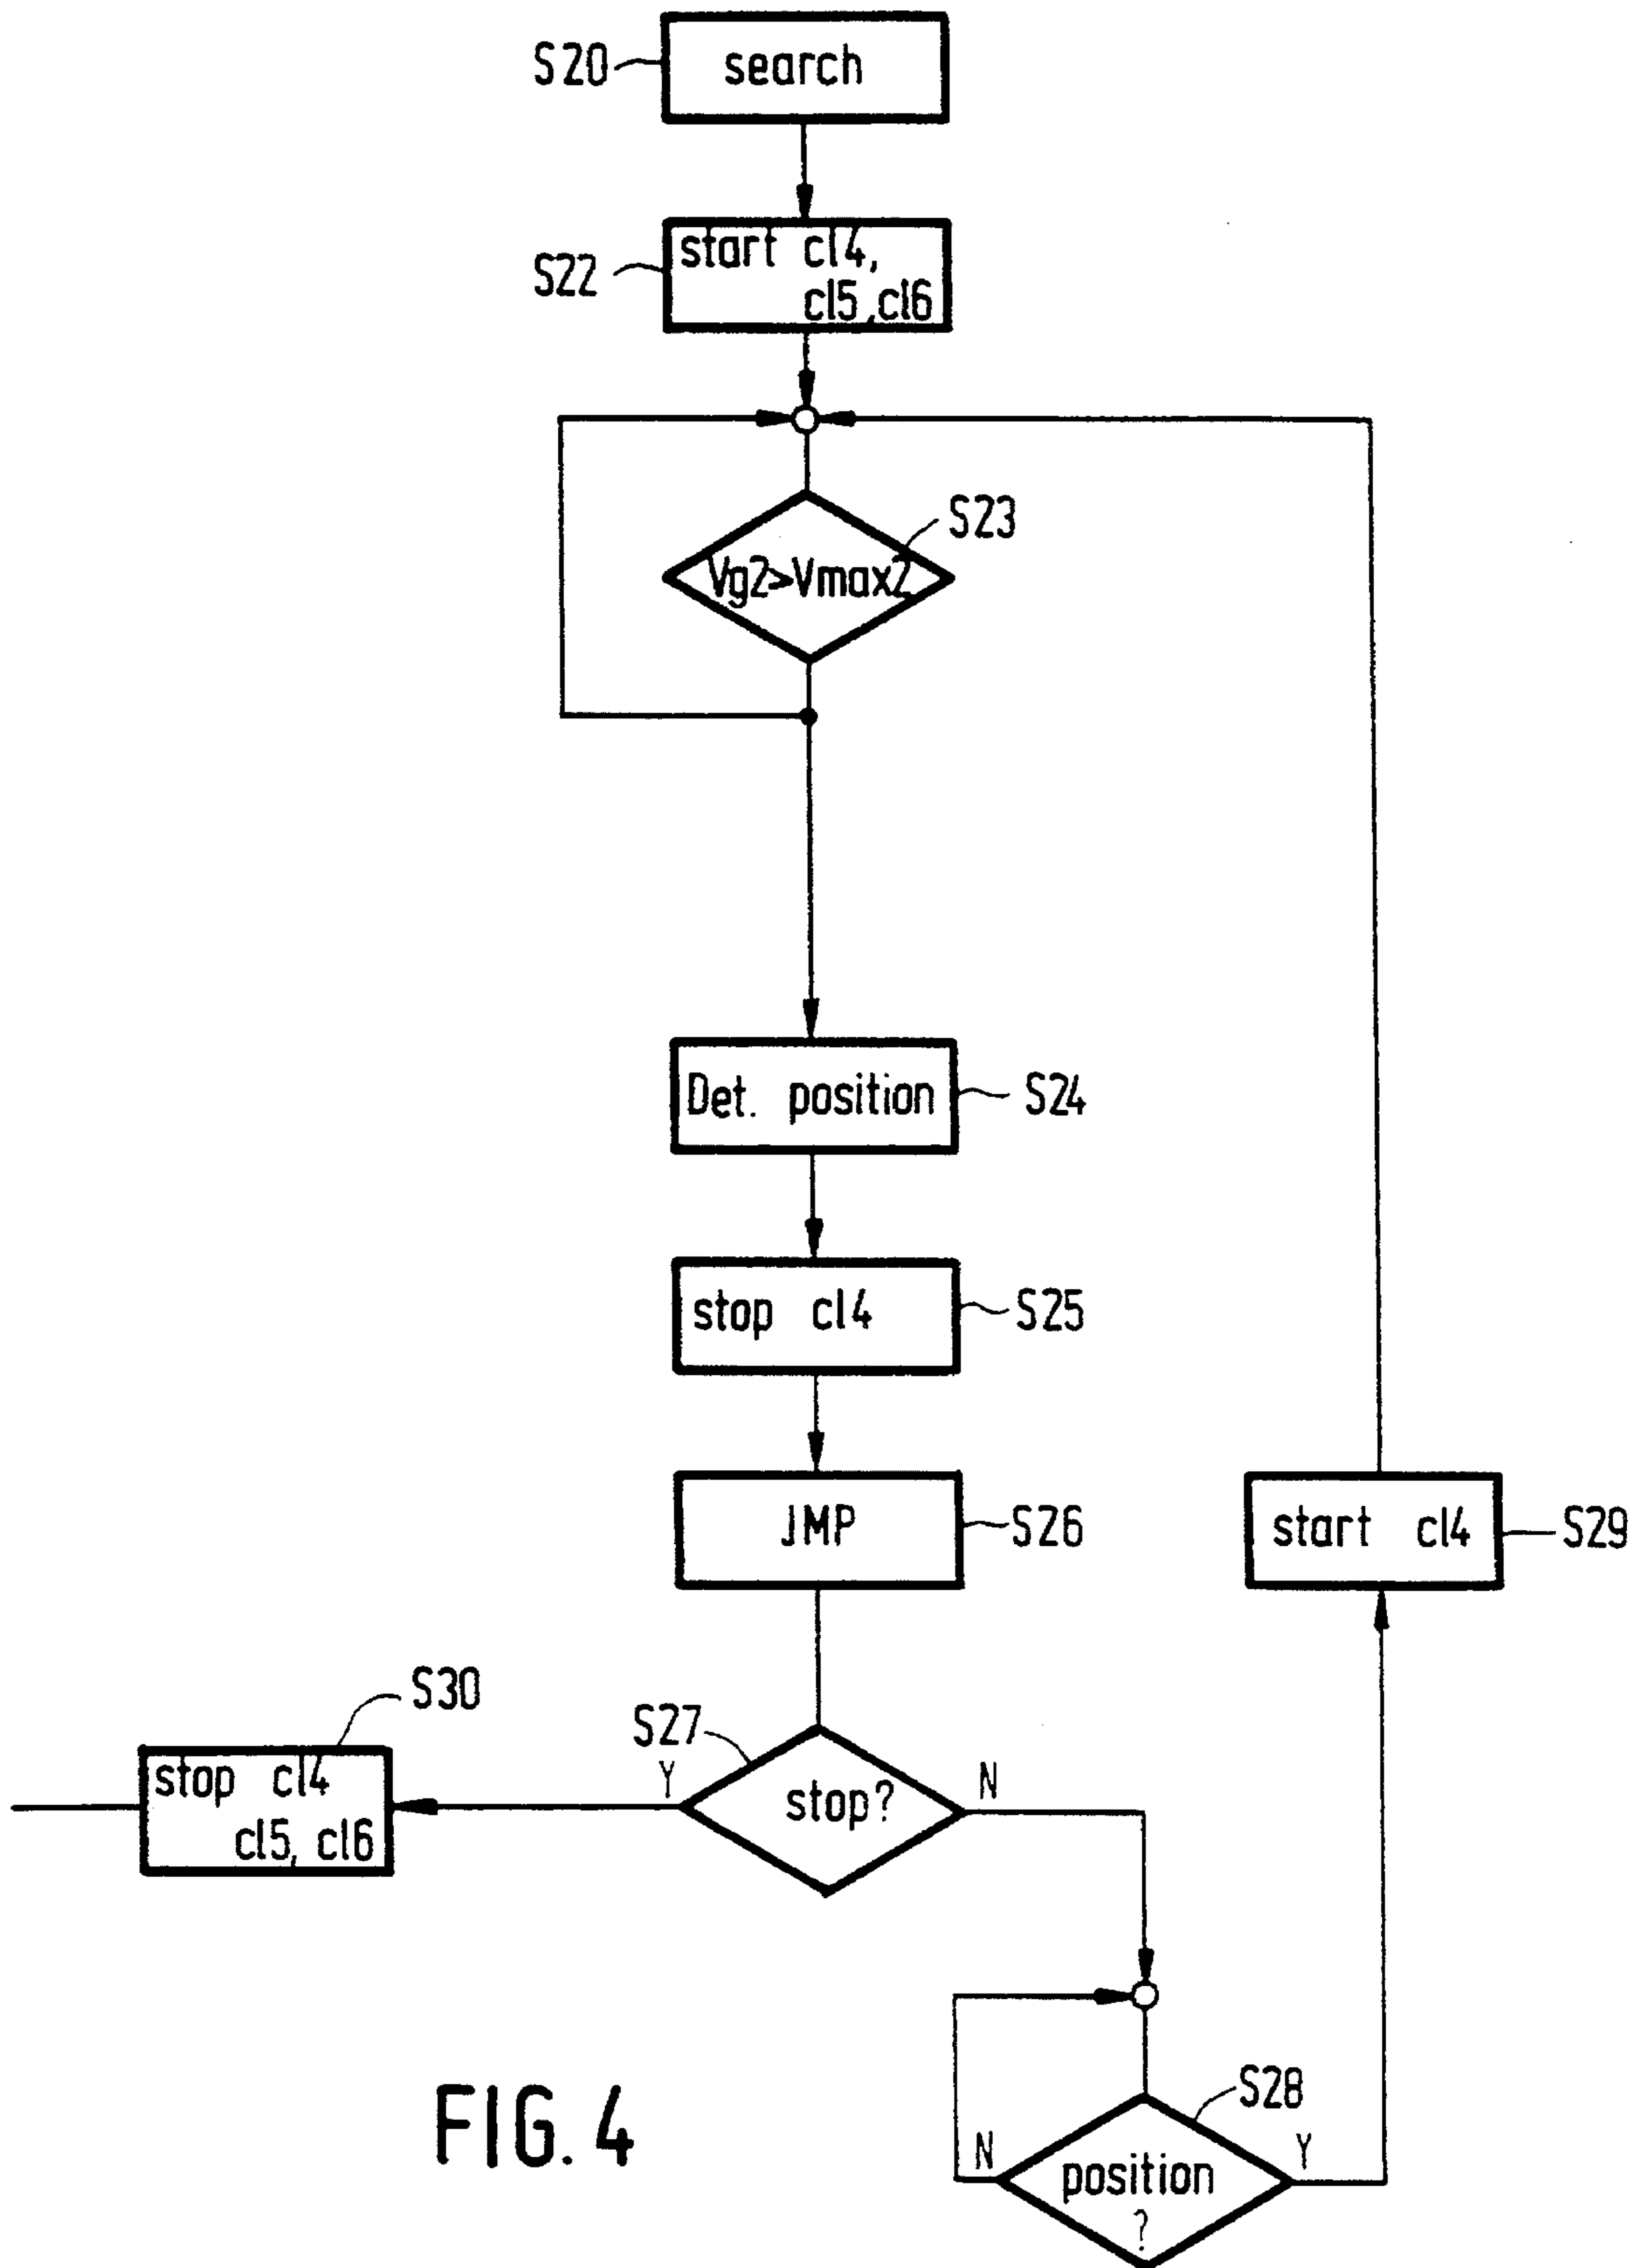 S20
search
S22
start cl4,
cl5,cl6
S23
Vg2>Vmax2
Det. position
S24
stop cl4
S25
JMP
S26
start cl4
S29
S30
stop cl4
cl5, cl6
S27
Y
stop?
N
S28
N
position
?
Y
FIG. 4